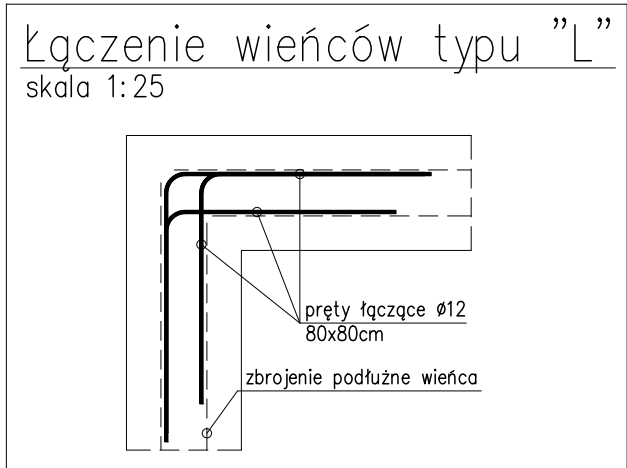 Łączenie wieńców typu "L"
skala 1:25
pręty łączące ø12
80x80cm
zbrojenie podłużne wieńca